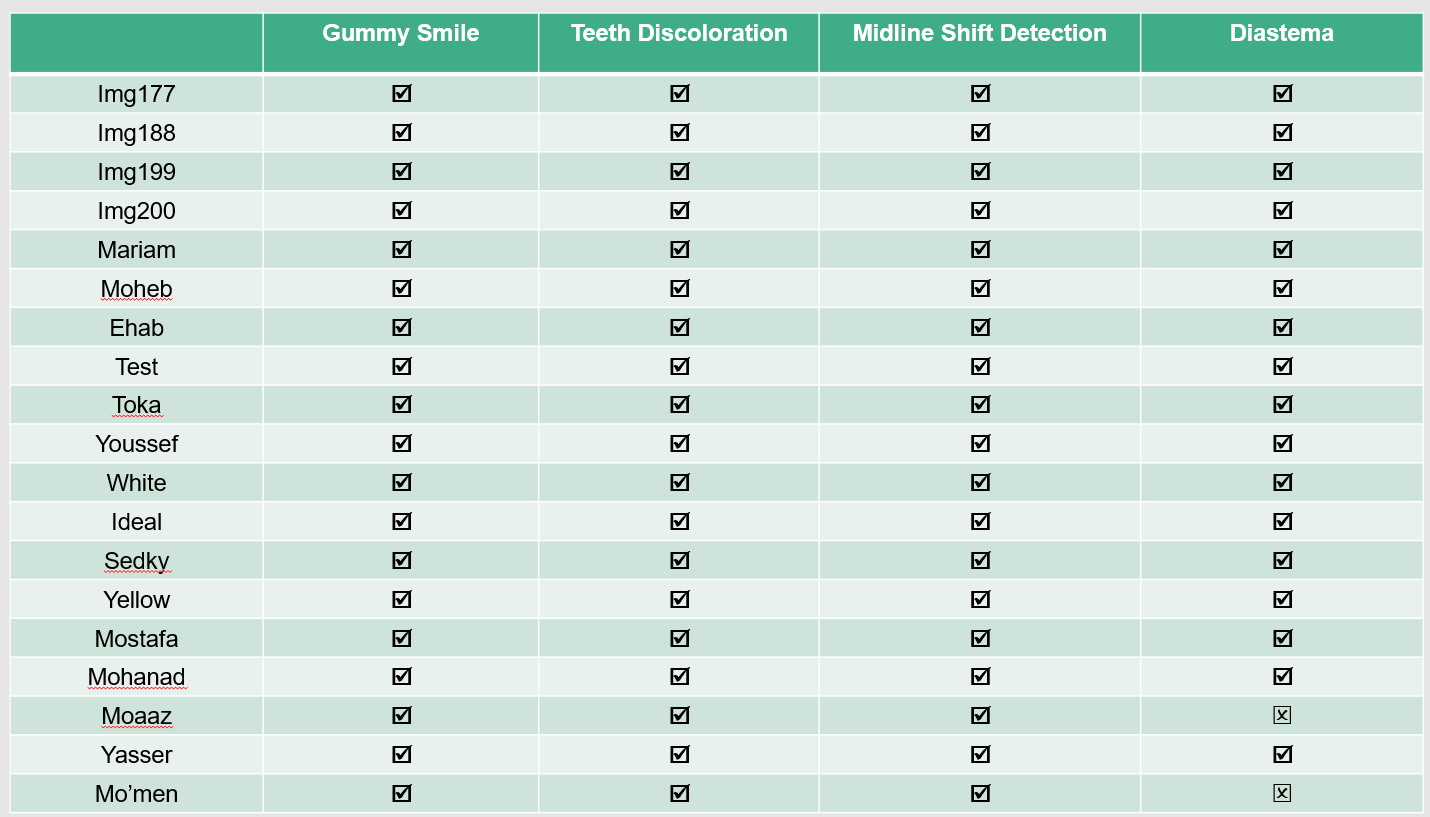 Gummy Smile Teeth Discoloration Midline Shift Detection Diastema
Img177 ☑ ☑ ☑ ☑
Img188 ☑ ☑ ☑ ☑
Img199 ☑ ☑ ☑ ☑
Img200 ☑ ☑ ☑ ☑
Mariam ☑ ☑ ☑ ☑
Moheb ☑ ☑ ☑ ☑
Ehab ☑ ☑ ☑ ☑
Test ☑ ☑ ☑ ☑
Toka ☑ ☑ ☑ ☑
Youssef ☑ ☑ ☑ ☑
White ☑ ☑ ☑ ☑
Ideal ☑ ☑ ☑ ☑
Sedky ☑ ☑ ☑ ☑
Yellow ☑ ☑ ☑ ☑
Mostafa ☑ ☑ ☑ ☑
Mohanad ☑ ☑ ☑ ☑
Moaaz ☑ ☑ ☑ ☒
Yasser ☑ ☑ ☑ ☑
Mo’men ☑ ☑ ☑ ☒